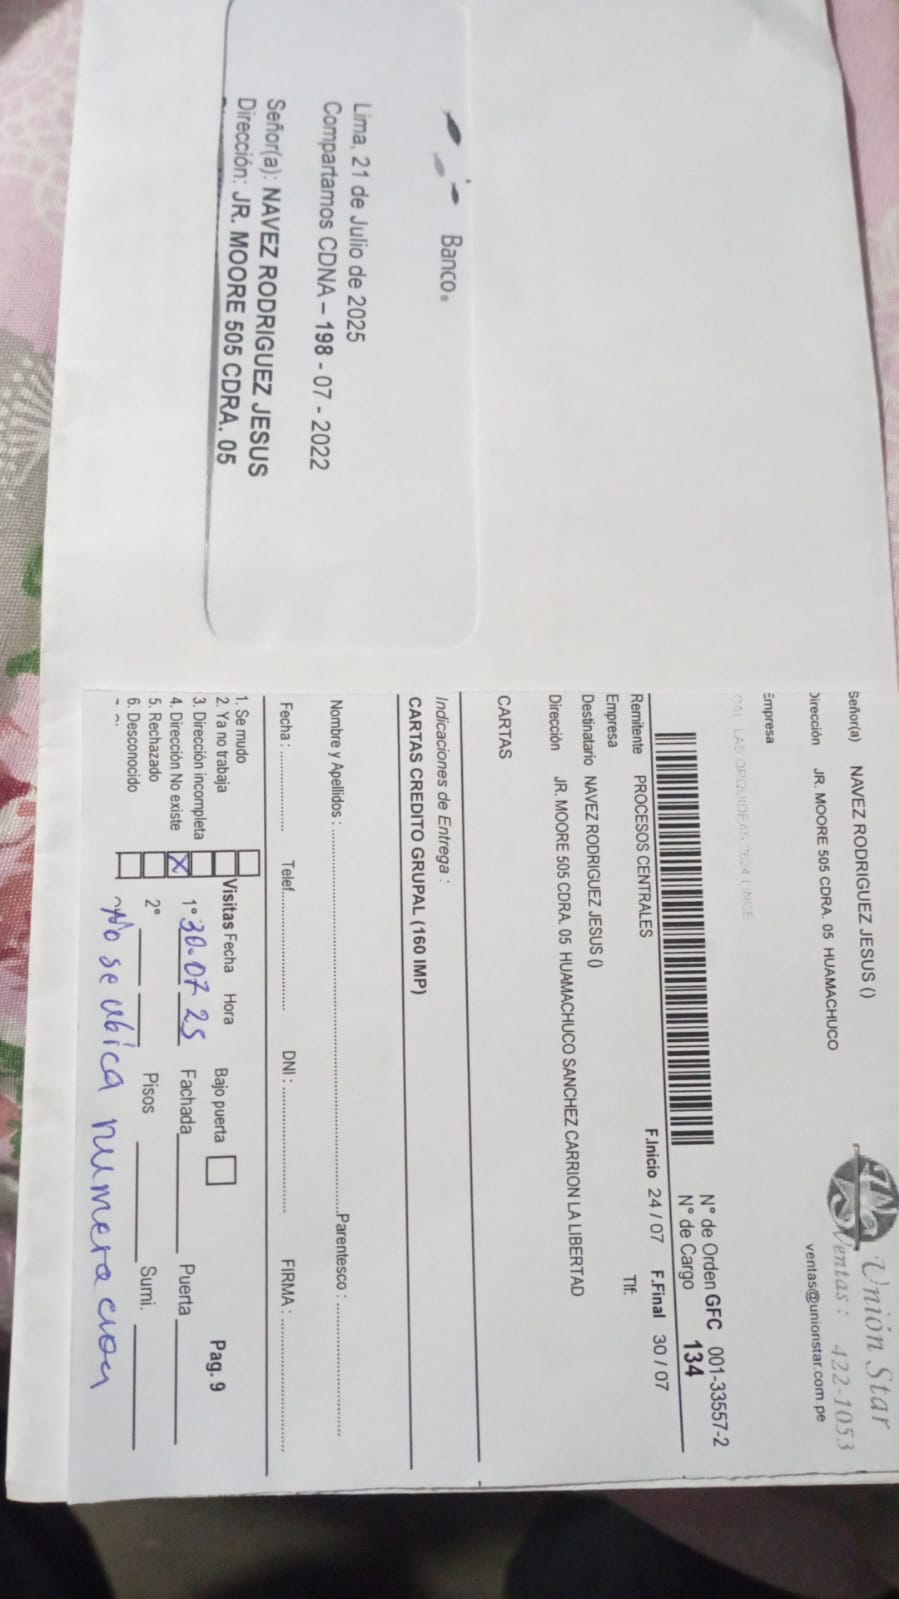 Banco.
Lima, 21 de Julio de 2025
Compartamos CDNA – 198 - 07 - 2022
Señor(a): NAVEZ RODRIGUEZ JESUS
Dirección: JR. MOORE 505 CDRA. 05
Unión Star
Ventas: 422-1053
ventas@unionstar.com.pe
Señor(a) NAVEZ RODRIGUEZ JESUS ()
Dirección JR. MOORE 505 CDRA. 05 HUAMACHUCO
Empresa
CAL LAS ORQUIDEAS 2624 LINCE
N° de Orden GFC 001-33557-2
N° de Cargo 134
F.Inicio 24 / 07 F.Final 30 / 07
Remitente PROCESOS CENTRALES
Tlf:
Empresa
Destinatario NAVEZ RODRIGUEZ JESUS ()
Dirección JR. MOORE 505 CDRA. 05 HUAMACHUCO SANCHEZ CARRION LA LIBERTAD
CARTAS
Indicaciones de Entrega :
CARTAS CREDITO GRUPAL (160 IMP)
Nombre y Apellidos : Parentesco :
Fecha : Telef. DNI : FIRMA :
1. Se mudo
2. Ya no trabaja Visitas Fecha Hora Bajo puerta Pag. 9
3. Dirección incompleta
4. Dirección No existe X 1° 30.07 25 Fachada Puerta
5. Rechazado 2° Pisos Sumi.
6. Desconocido
No se ubica numeracion